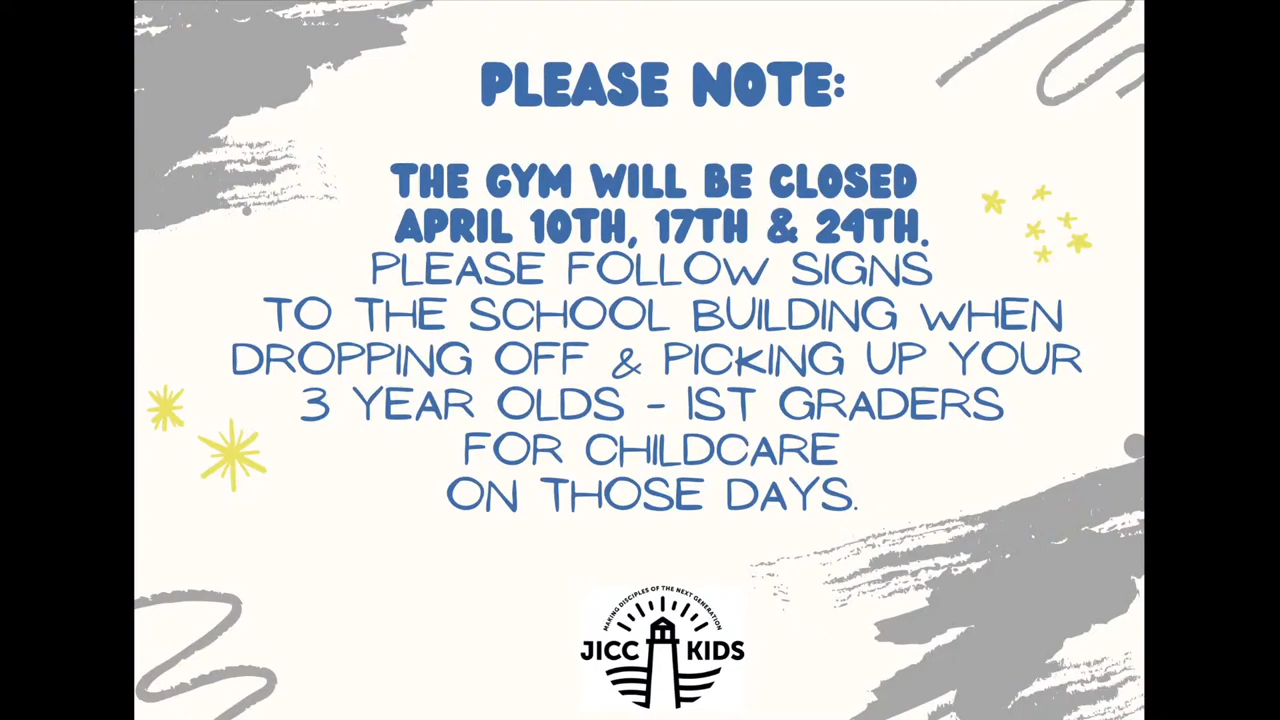 PLEASE NOTE:
THE GYM WILL BE CLOSED
APRIL 10TH, 17TH & 24TH.
PLEASE FOLLOW SIGNS
TO THE SCHOOL BUILDING WHEN
DROPPING OFF & PICKING UP YOUR
3 YEAR OLDS - 1ST GRADERS
FOR CHILDCARE
ON THOSE DAYS.
MAKING DISCIPLES OF THE NEXT GENERATION
JICC KIDS